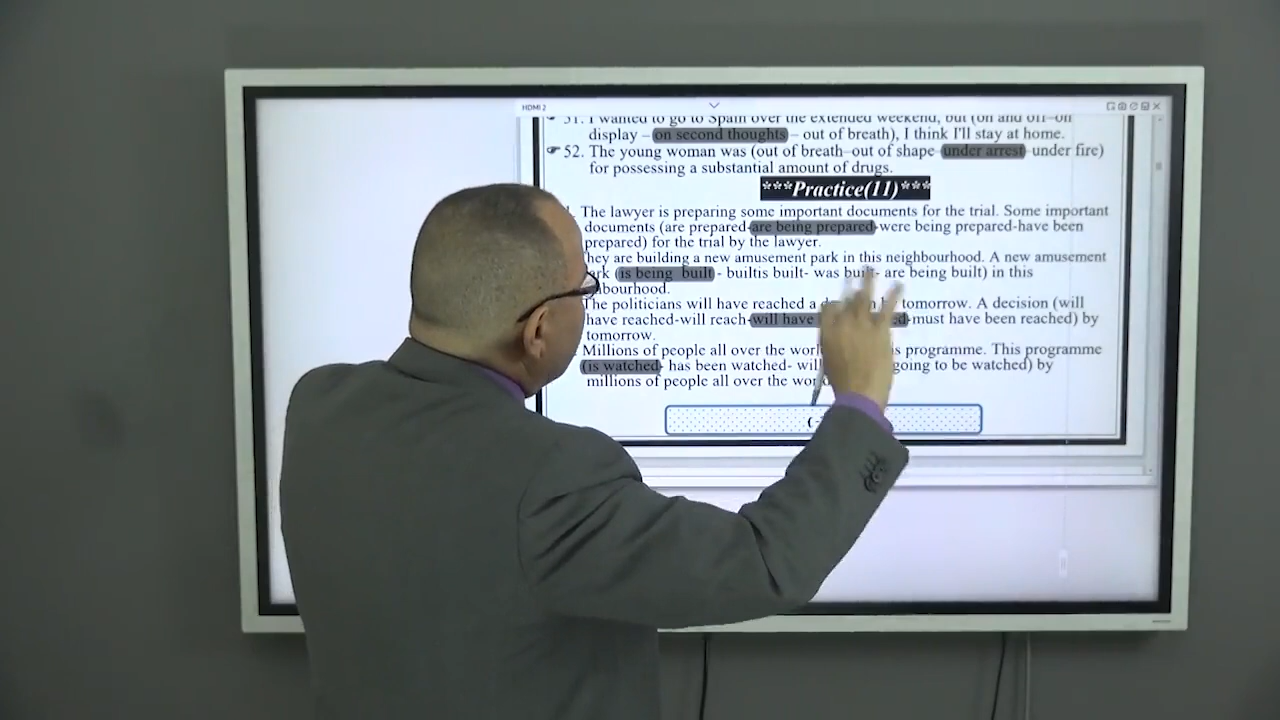 HDMI 2
51. I wanted to go to Spain over the extended weekend, but (on and off–on
display – on second thoughts – out of breath), I think I'll stay at home.
52. The young woman was (out of breath–out of shape–under arrest–under fire)
for possessing a substantial amount of drugs.
***Practice(11)***
The lawyer is preparing some important documents for the trial. Some important
documents (are prepared-are being prepared-were being prepared-have been
prepared) for the trial by the lawyer.
hey are building a new amusement park in this neighbourhood. A new amusement
rk (is being built - builtis built- was built- are being built) in this
hbourhood.
The politicians will have reached a tomorrow. A decision (will
have reached-will reach-will have -must have been reached) by
tomorrow.
Millions of people all over the is programme. This programme
(is watched- has been watched- going to be watched) by
millions of people all over the